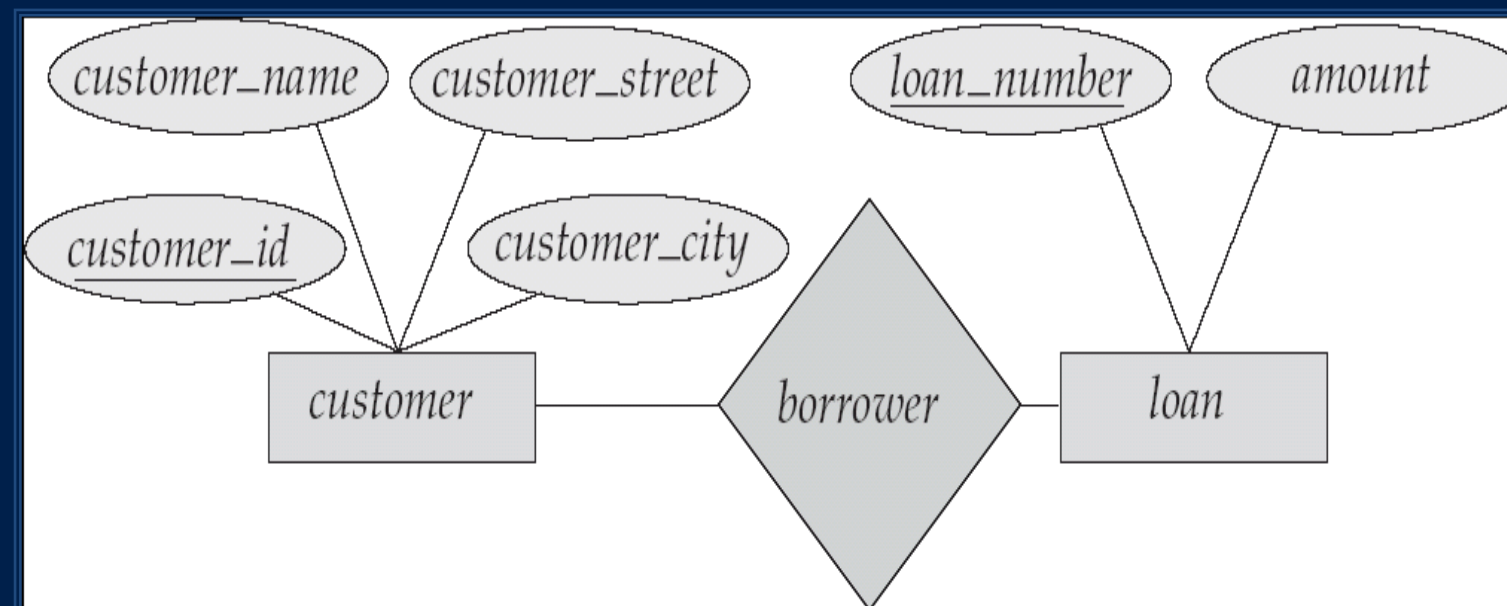 customer_name
customer_street
loan_number
amount
customer_id
customer_city
customer
borrower
loan